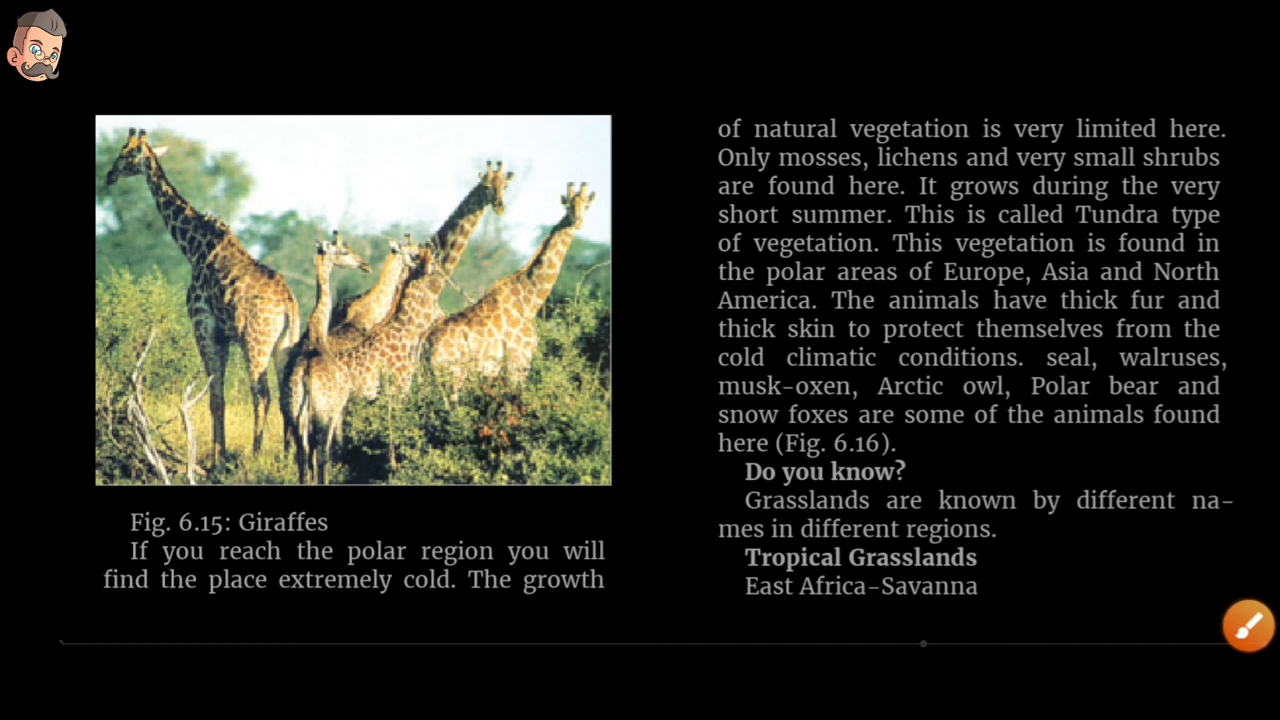 Fig. 6.15: Giraffes
If you reach the polar region you will
find the place extremely cold. The growth
of natural vegetation is very limited here.
Only mosses, lichens and very small shrubs
are found here. It grows during the very
short summer. This is called Tundra type
of vegetation. This vegetation is found in
the polar areas of Europe, Asia and North
America. The animals have thick fur and
thick skin to protect themselves from the
cold climatic conditions. seal, walruses,
musk-oxen, Arctic owl, Polar bear and
snow foxes are some of the animals found
here (Fig. 6.16).
Do you know?
Grasslands are known by different na-
mes in different regions.
Tropical Grasslands
East Africa-Savanna